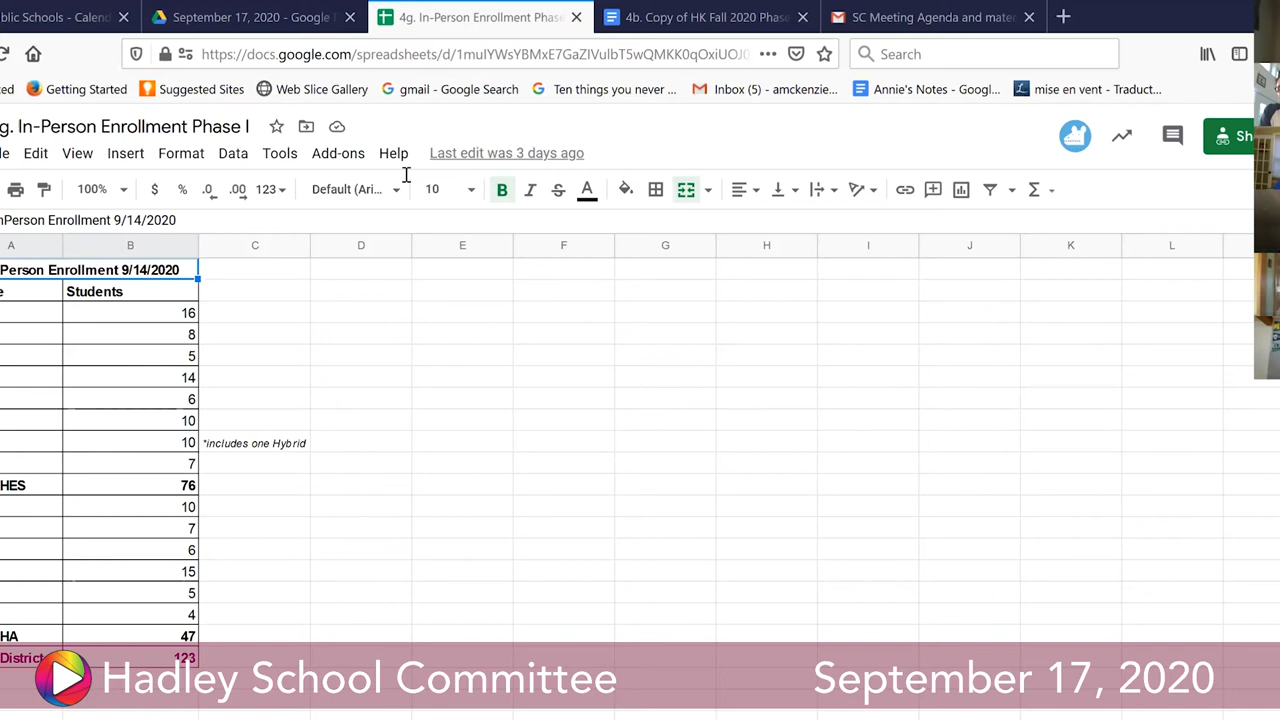 blic Schools - Calend
September 17, 2020 - Google
4g. In-Person Enrollment Phase
4b. Copy of HK Fall 2020 Phase
SC Meeting Agenda and mater
https://docs.google.com/spreadsheets/d/1mulYWsYBMxE7GaZlVulbT5wQMKK0qOxiUOJ0
Search
ed
Getting Started
Suggested Sites
Web Slice Gallery
gmail - Google Search
Ten things you never ...
Inbox (5) - amckenzie...
Annie's Notes - Googl...
mise en vent - Traduct...
g. In-Person Enrollment Phase I
Sh
le Edit View Insert Format Data Tools Add-ons Help Last edit was 3 days ago
100% $ % .0 .00 123 Default (Ari... 10 B I S A Σ
nPerson Enrollment 9/14/2020
A B C D E F G H I J K L
Person Enrollment 9/14/2020
e Students
16
8
5
14
6
10
10 *includes one Hybrid
7
HES 76
10
7
6
15
5
4
HA 47
District 123
Hadley School Committee September 17, 2020